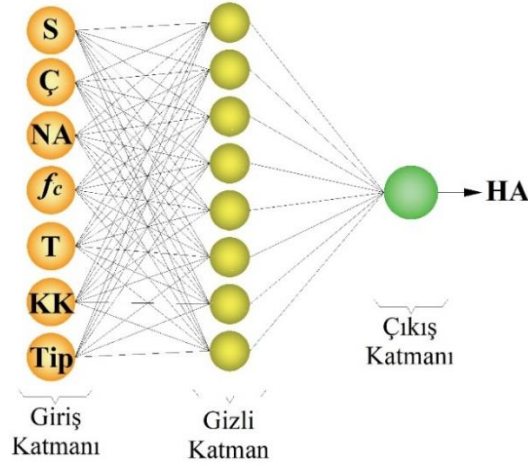 S
Ç
NA
fc
T
KK
Tip
HA
Giriş
Katmanı
Gizli
Katman
Çıkış
Katmanı